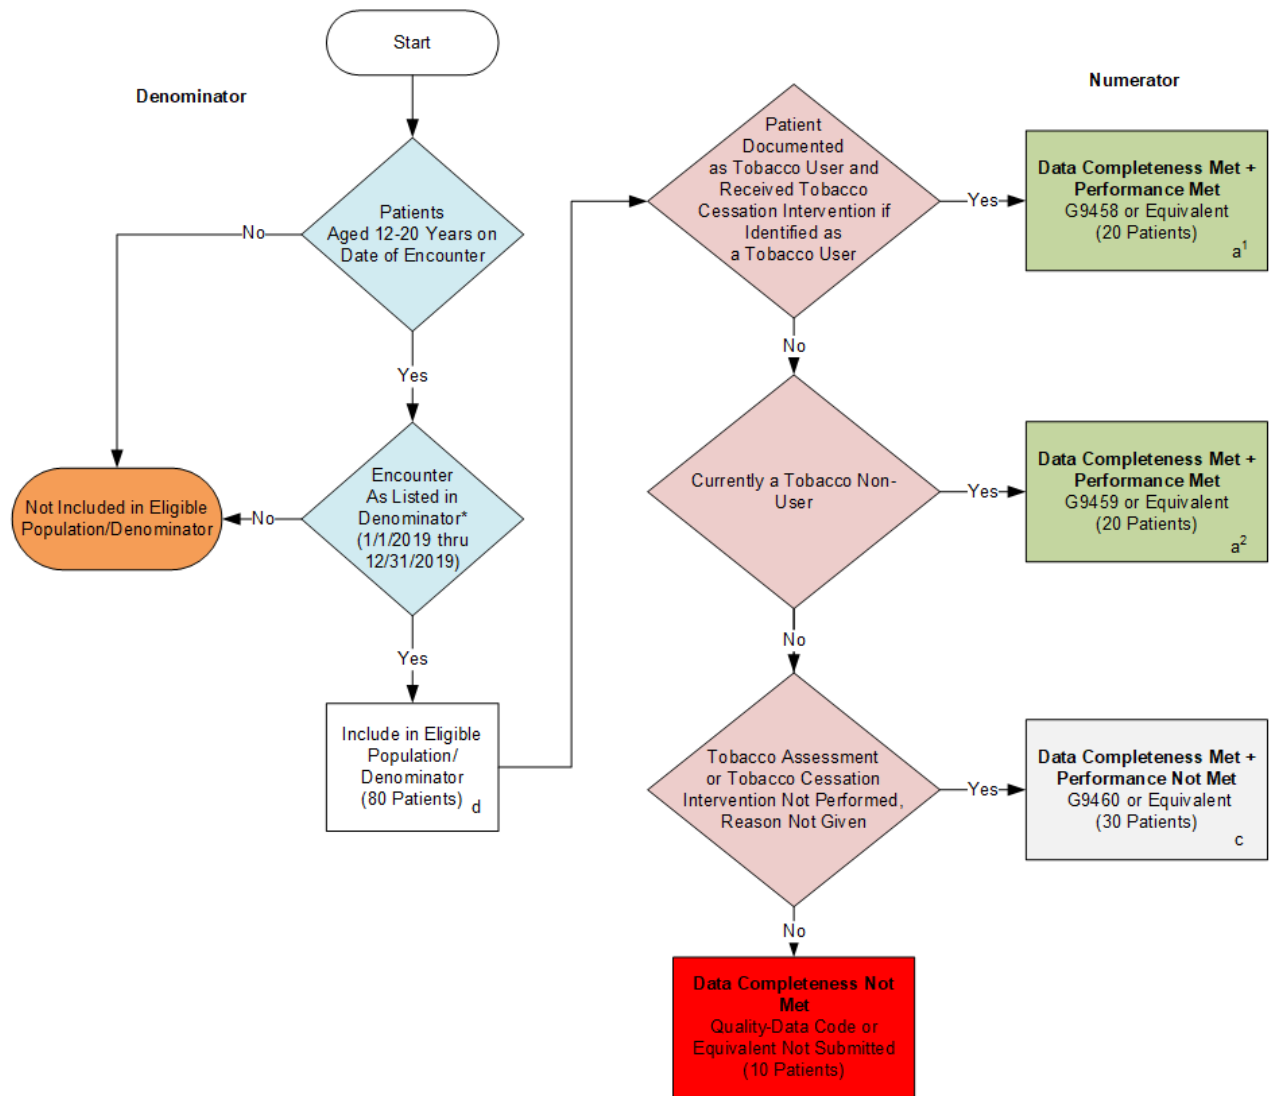 Start
Denominator
Numerator
Patients
Aged 12-20 Years on
Date of Encounter
No
Yes
Encounter
As Listed in
Denominator*
(1/1/2019 thru
12/31/2019)
No
Not Included in Eligible
Population/Denominator
Yes
Include in Eligible
Population/
Denominator
(80 Patients)
d
Patient
Documented
as Tobacco User and
Received Tobacco
Cessation Intervention if
Identified as
a Tobacco User
Yes
Data Completeness Met +
Performance Met
G9458 or Equivalent
(20 Patients)
a¹
No
Currently a Tobacco Non-
User
Yes
Data Completeness Met +
Performance Met
G9459 or Equivalent
(20 Patients)
a²
No
Tobacco Assessment
or Tobacco Cessation
Intervention Not Performed,
Reason Not Given
Yes
Data Completeness Met +
Performance Not Met
G9460 or Equivalent
(30 Patients)
c
No
Data Completeness Not
Met
Quality-Data Code or
Equivalent Not Submitted
(10 Patients)